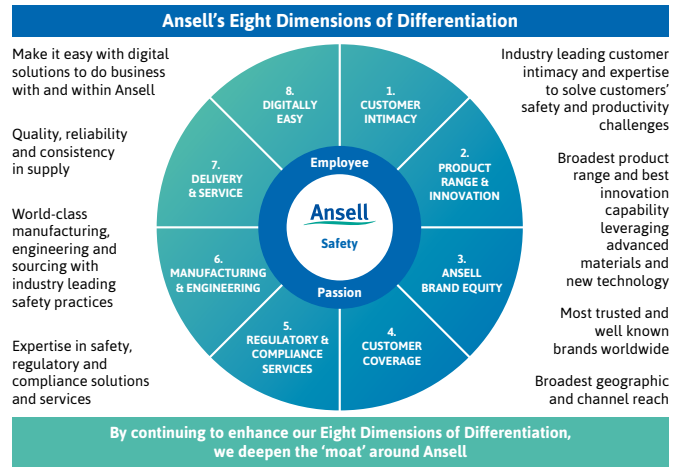 Ansell’s Eight Dimensions of Differentiation
Make it easy with digital
solutions to do business
with and within Ansell
Quality, reliability
and consistency
in supply
World-class
manufacturing,
engineering and
sourcing with
industry leading
safety practices
Expertise in safety,
regulatory and
compliance solutions
and services
8.
DIGITALLY
EASY
1.
CUSTOMER
INTIMACY
7.
DELIVERY
& SERVICE
2.
PRODUCT
RANGE &
INNOVATION
6.
MANUFACTURING
& ENGINEERING
3.
ANSELL
BRAND EQUITY
5.
REGULATORY &
COMPLIANCE
SERVICES
4.
CUSTOMER
COVERAGE
Employee
Ansell
Safety
Passion
Industry leading customer
intimacy and expertise
to solve customers’
safety and productivity
challenges
Broadest product
range and best
innovation
capability
leveraging
advanced
materials and
new technology
Most trusted and
well known
brands worldwide
Broadest geographic
and channel reach
By continuing to enhance our Eight Dimensions of Differentiation,
we deepen the ‘moat’ around Ansell